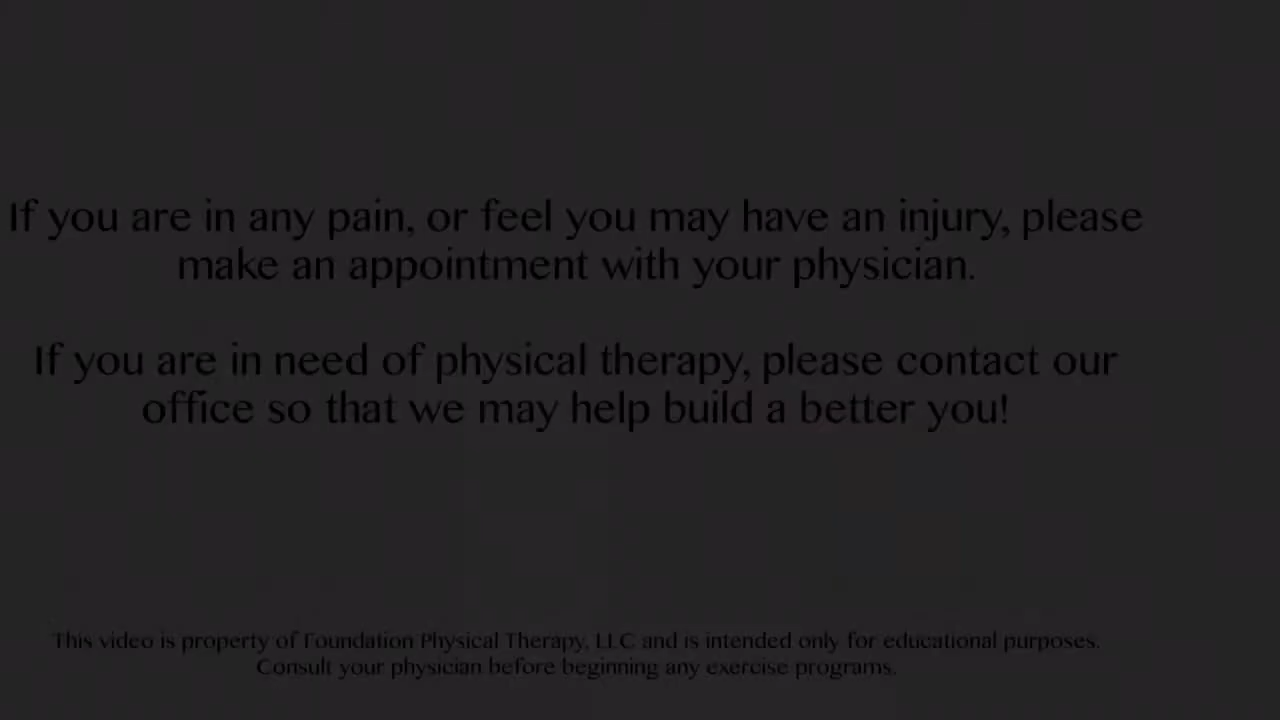 If you are in any pain, or feel you may have an injury, please
make an appointment with your physician.
If you are in need of physical therapy, please contact our
office so that we may help build a better you!
This video is property of Foundation Physical Therapy, LLC and is intended only for educational purposes.
Consult your physician before beginning any exercise programs.